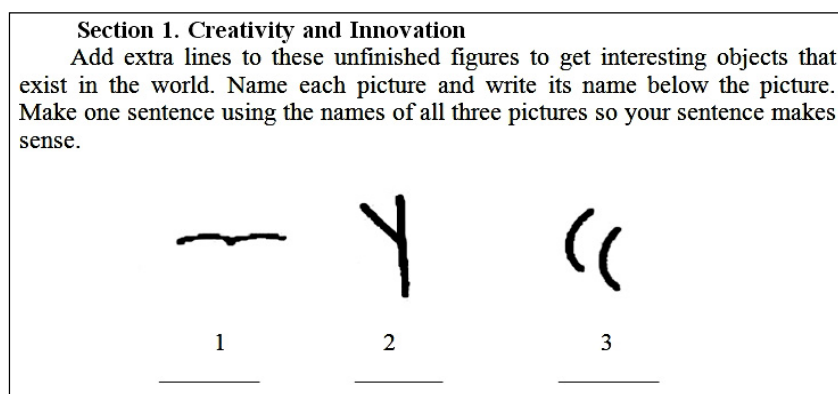 Section 1. Creativity and Innovation
Add extra lines to these unfinished figures to get interesting objects that
exist in the world. Name each picture and write its name below the picture.
Make one sentence using the names of all three pictures so your sentence makes
sense.
1 2 3